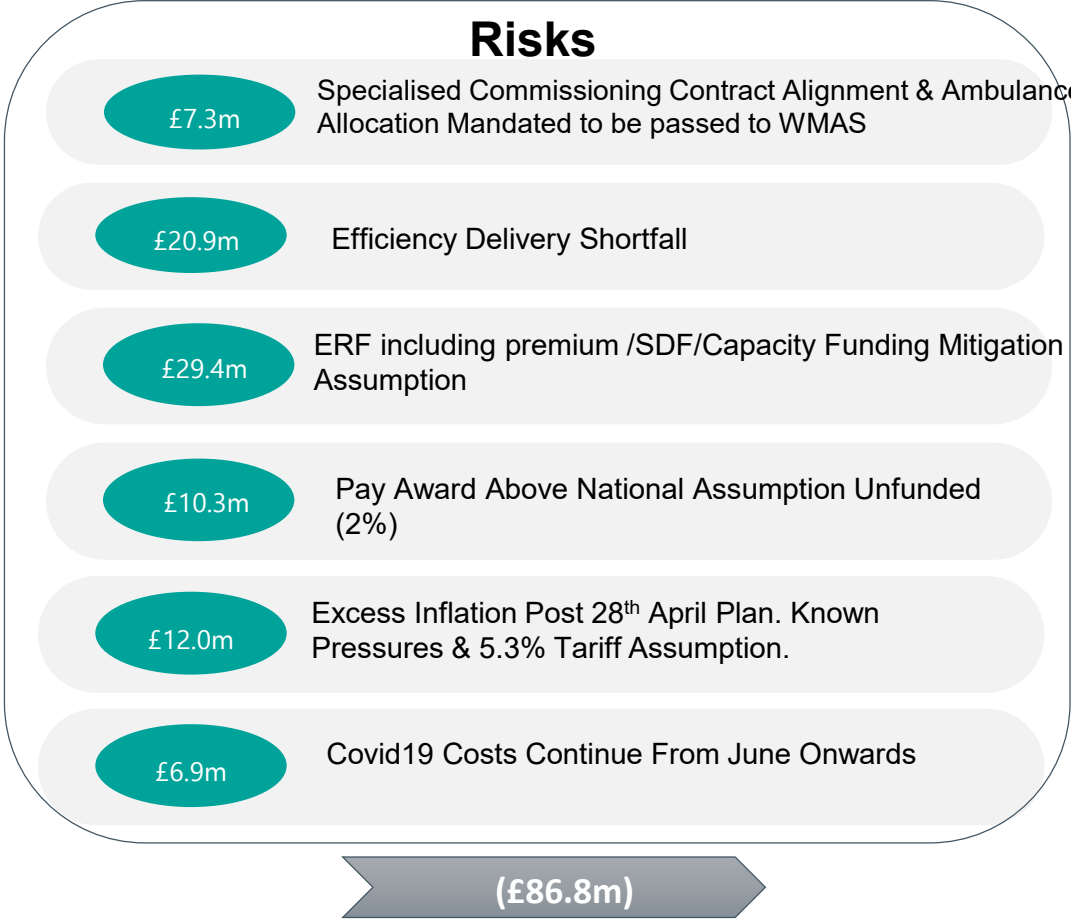 Risks
£7.3m
Specialised Commissioning Contract Alignment & Ambulance
Allocation Mandated to be passed to WMAS
£20.9m
Efficiency Delivery Shortfall
£29.4m
ERF including premium /SDF/Capacity Funding Mitigation
Assumption
£10.3m
Pay Award Above National Assumption Unfunded
(2%)
£12.0m
Excess Inflation Post 28th April Plan. Known
Pressures & 5.3% Tariff Assumption.
£6.9m
Covid19 Costs Continue From June Onwards
(£86.8m)